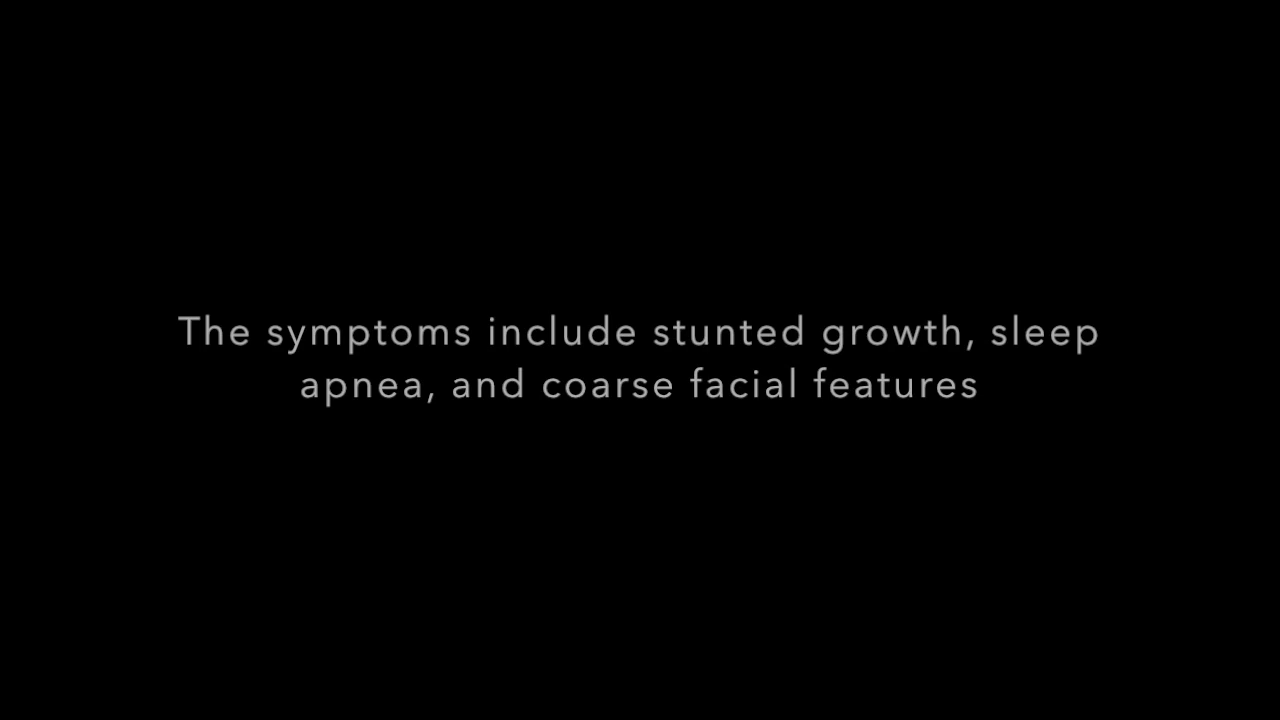 The symptoms include stunted growth, sleep
apnea, and coarse facial features